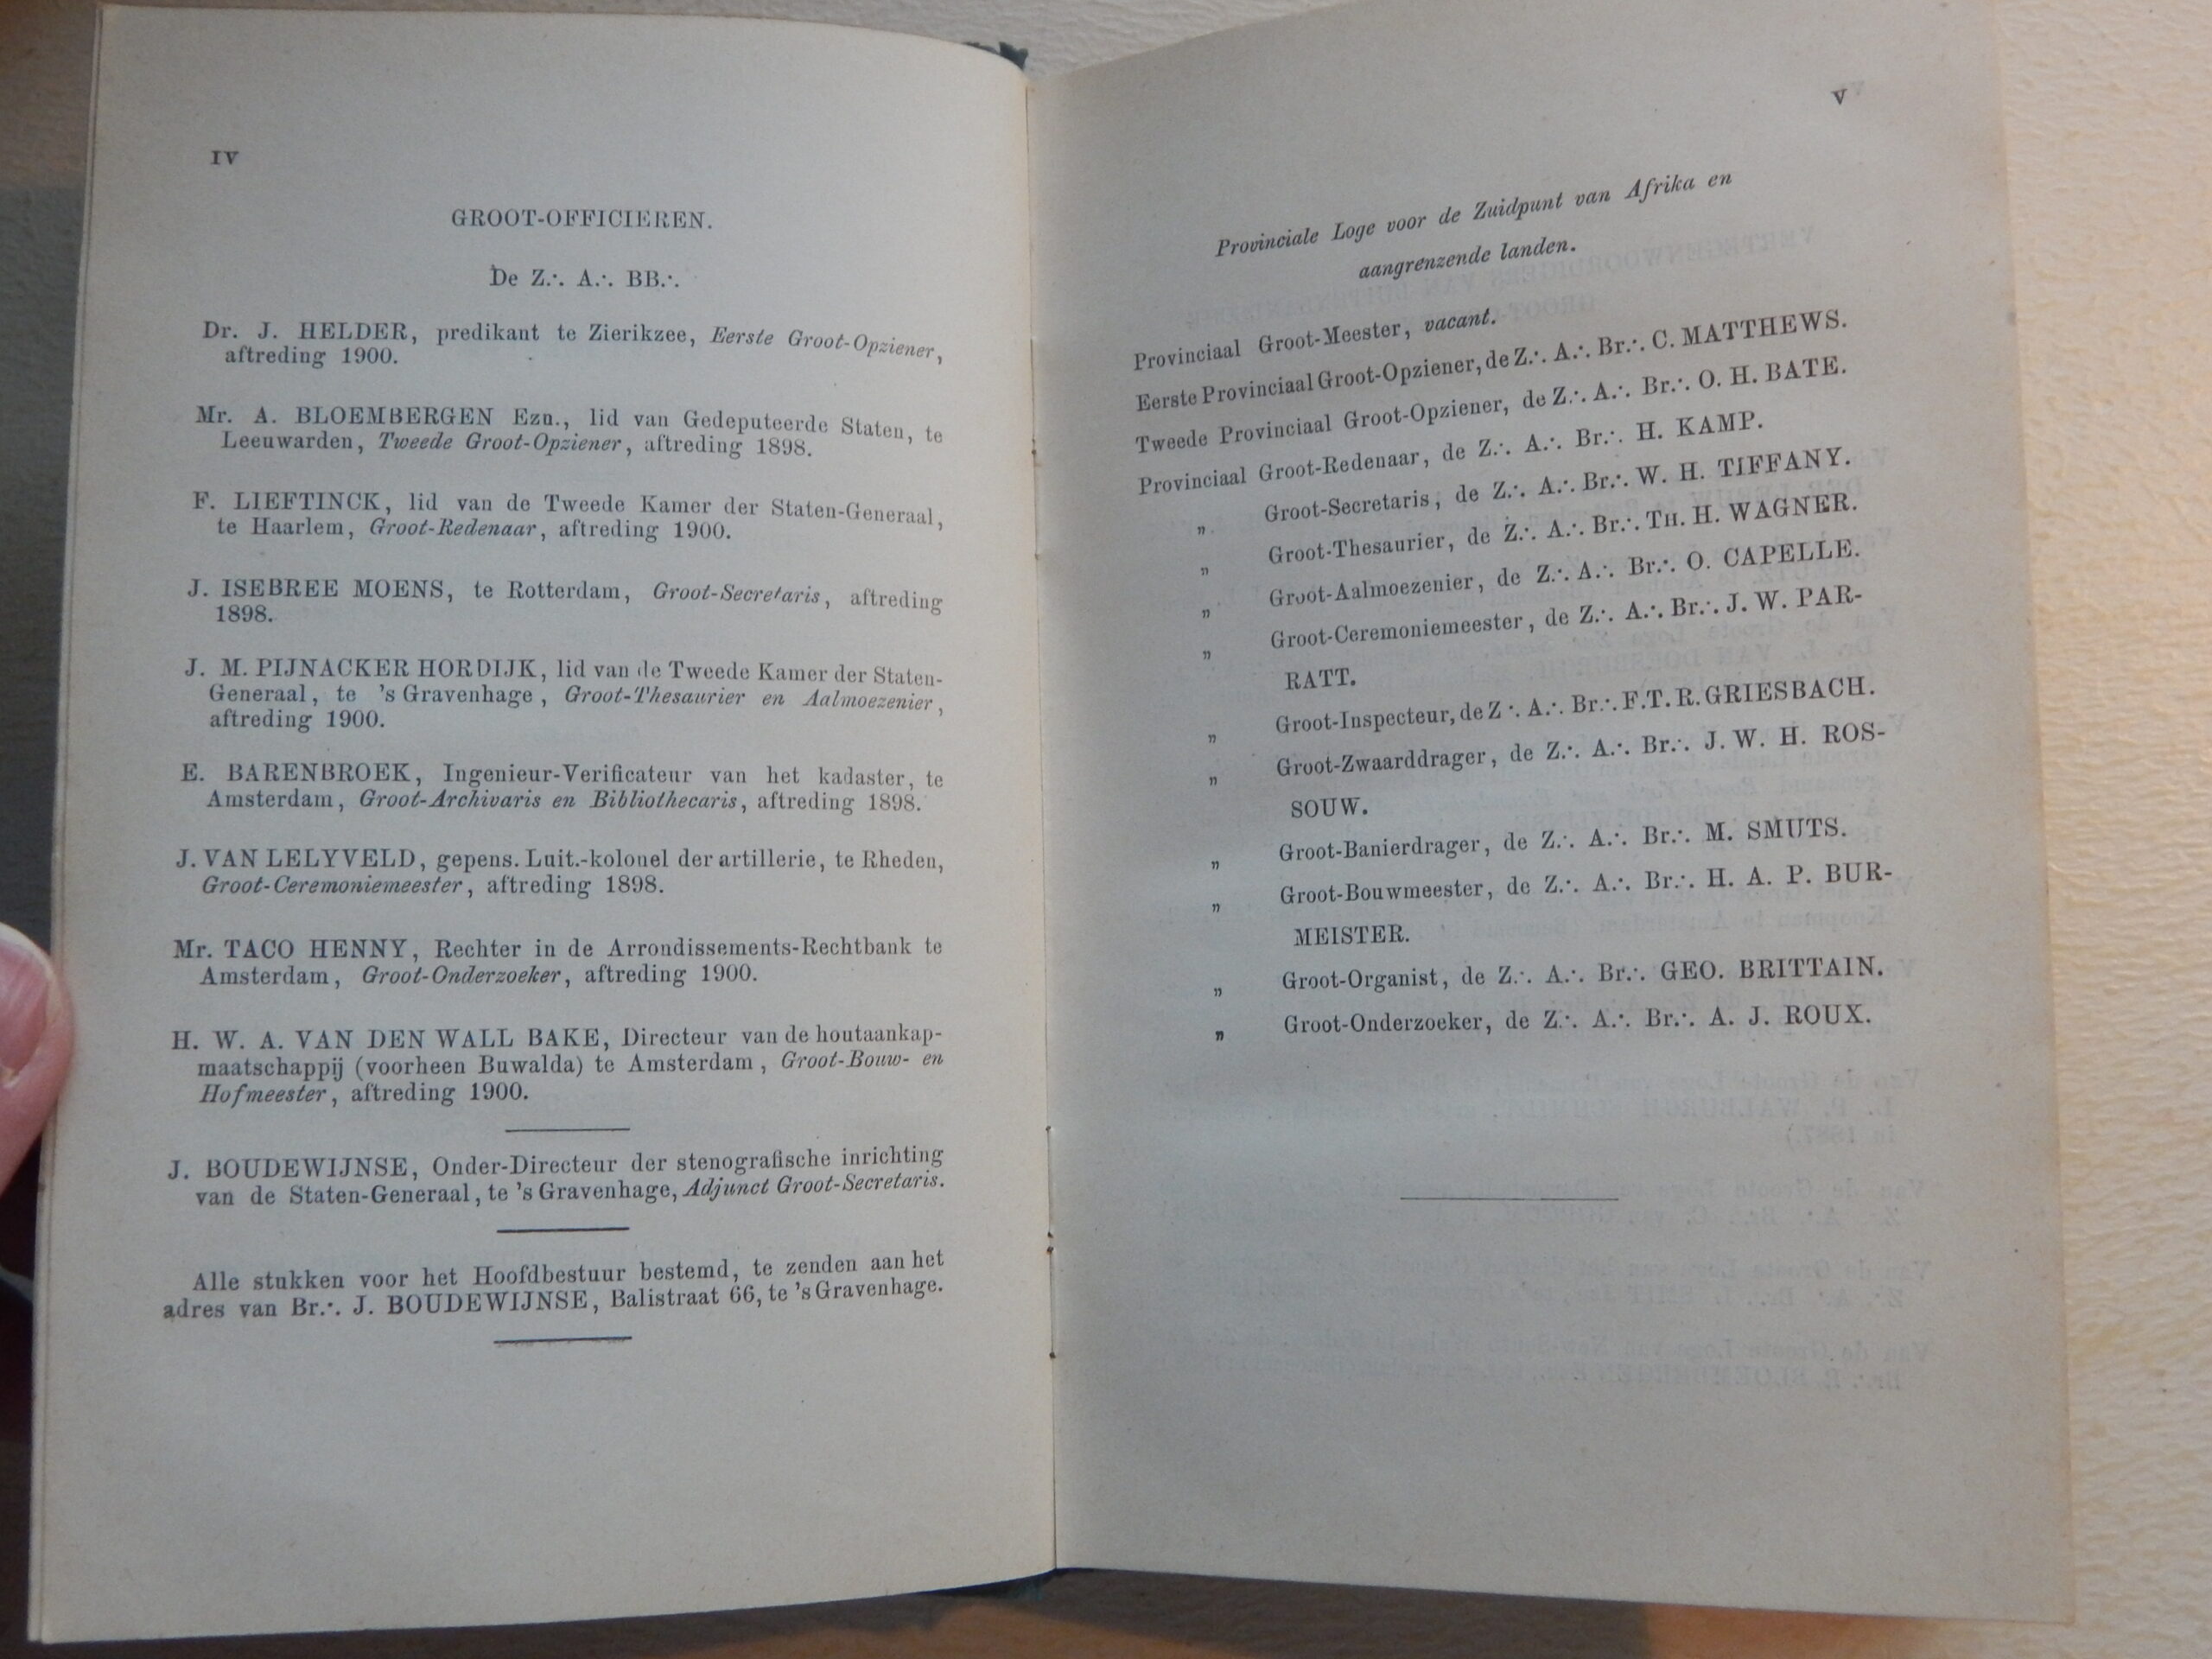 IV
GROOT-OFFICIEREN.
De Z∴ A∴ BB∴
Dr. J. HELDER, predikant te Zierikzee, Eerste Groot-Opziener,
aftreding 1900.
Mr. A. BLOEMBERGEN Ezn., lid van Gedeputeerde Staten, te
Leeuwarden, Tweede Groot-Opziener, aftreding 1898.
F. LIEFTINCK, lid van de Tweede Kamer der Staten-Generaal,
te Haarlem, Groot-Redenaar, aftreding 1900.
J. ISEBREE MOENS, te Rotterdam, Groot-Secretaris, aftreding
1898.
J. M. PIJNACKER HORDIJK, lid van de Tweede Kamer der Staten-
Generaal, te 's Gravenhage, Groot-Thesaurier en Aalmoezenier,
aftreding 1900.
E. BARENBROEK, Ingenieur-Verificateur van het kadaster, te
Amsterdam, Groot-Archivaris en Bibliothecaris, aftreding 1898.
J. VAN LELYVELD, gepens. Luit.-kolonel der artillerie, te Rheden,
Groot-Ceremoniemeester, aftreding 1898.
Mr. TACO HENNY, Rechter in de Arrondissements-Rechtbank te
Amsterdam, Groot-Onderzoeker, aftreding 1900.
H. W. A. VAN DEN WALL BAKE, Directeur van de houtaankap-
maatschappij (voorheen Buwalda) te Amsterdam, Groot-Bouw- en
Hofmeester, aftreding 1900.
J. BOUDEWIJNSE, Onder-Directeur der stenografische inrichting
van de Staten-Generaal, te 's Gravenhage, Adjunct Groot-Secretaris.
Alle stukken voor het Hoofdbestuur bestemd, te zenden aan het
adres van Br∴ J. BOUDEWIJNSE, Balistraat 66, te 's Gravenhage.
V
Provinciale Loge voor de Zuidpunt van Afrika en
aangrenzende landen.
Provinciaal Groot-Meester, vacant.
Eerste Provinciaal Groot-Opziener, de Z∴ A∴ Br∴ C. MATTHEWS.
Tweede Provinciaal Groot-Opziener, de Z∴ A∴ Br∴ O. H. BATE.
Provinciaal Groot-Redenaar, de Z∴ A∴ Br∴ H. KAMP.
„ Groot-Secretaris, de Z∴ A∴ Br∴ W. H. TIFFANY.
„ Groot-Thesaurier, de Z∴ A∴ Br∴ TH. H. WAGNER.
„ Groot-Aalmoezenier, de Z∴ A∴ Br∴ O. CAPELLE.
„ Groot-Ceremoniemeester, de Z∴ A∴ Br∴ J. W. PAR-
RATT.
„ Groot-Inspecteur, de Z∴ A∴ Br∴ F. T. R. GRIESBACH.
„ Groot-Zwaarddrager, de Z∴ A∴ Br∴ J. W. H. ROS-
SOUW.
„ Groot-Banierdrager, de Z∴ A∴ Br∴ M. SMUTS.
„ Groot-Bouwmeester, de Z∴ A∴ Br∴ H. A. P. BUR-
MEISTER.
„ Groot-Organist, de Z∴ A∴ Br∴ GEO. BRITTAIN.
„ Groot-Onderzoeker, de Z∴ A∴ Br∴ A. J. ROUX.